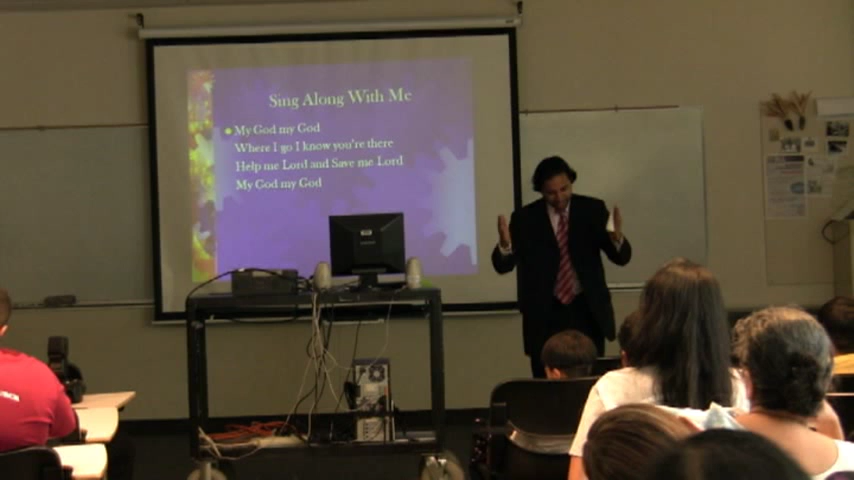 Sing Along With Me
My God my God
Where I go I know you're there
Help me Lord and Save me Lord
My God my God